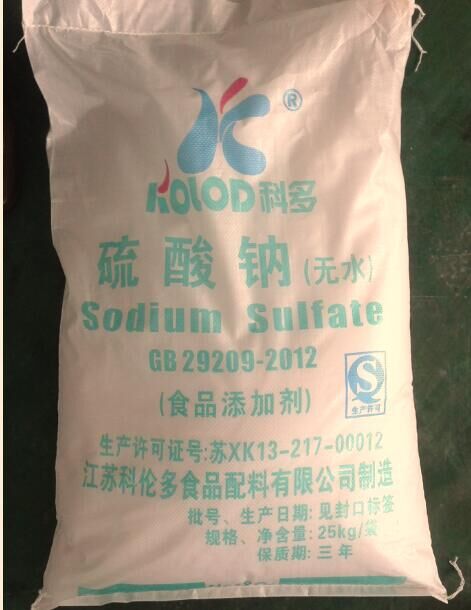 ®
KOLOD科多
硫酸钠(无水)
Sodium Sulfate
GB 29209-2012
(食品添加剂)
生产许可
生产许可证号:苏XK13-217-00012
江苏科伦多食品配料有限公司制造
批号、生产日期:见封口标签
规格、净含量:25kg/袋
保质期:三年